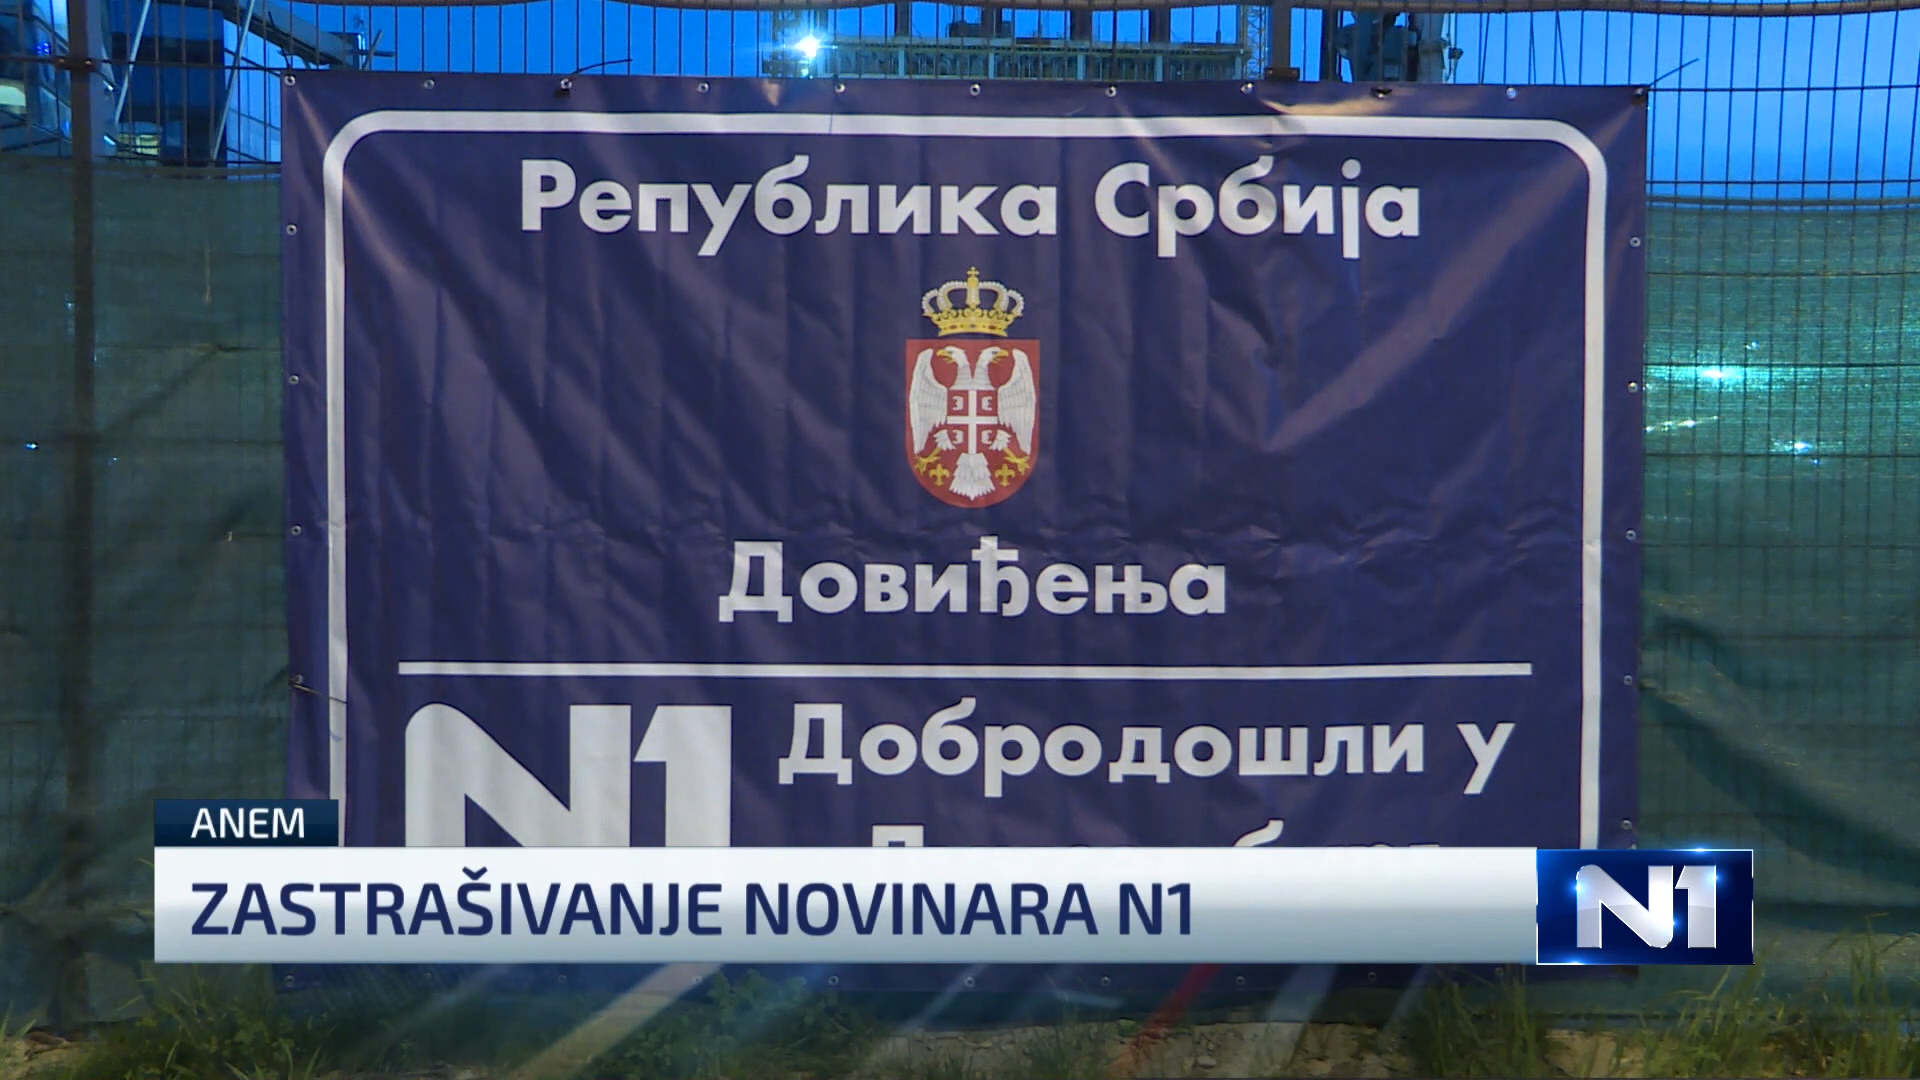 Република Србија
Довиђења
N1 Добродошли у
ANEM
ZASTRAŠIVANJE NOVINARA N1
N1